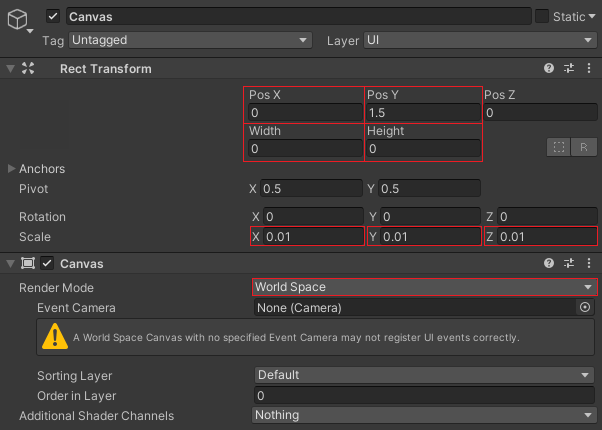 Canvas Static
Tag Untagged Layer UI
Rect Transform
Pos X Pos Y Pos Z
0 1.5 0
Width Height
0 0 R
Anchors
Pivot X 0.5 Y 0.5
Rotation X 0 Y 0 Z 0
Scale X 0.01 Y 0.01 Z 0.01
Canvas
Render Mode World Space
Event Camera None (Camera)
A World Space Canvas with no specified Event Camera may not register UI events correctly.
Sorting Layer Default
Order in Layer 0
Additional Shader Channels Nothing